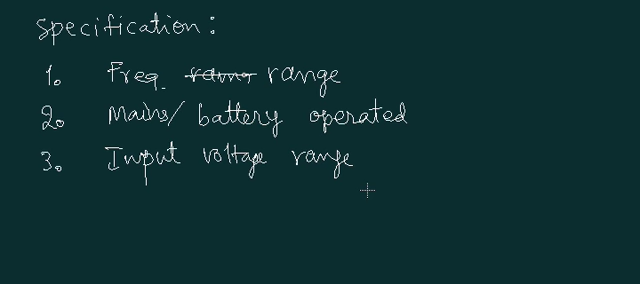 Specification:
1. Freq. range
2. Mains/ battery operated
3. Input voltage range